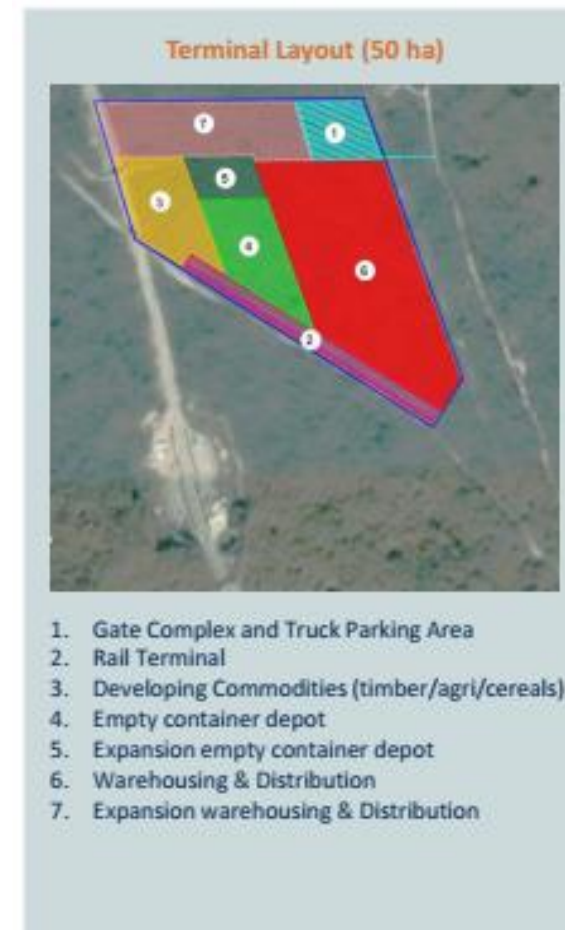 Terminal Layout (50 ha)
7
1
5
3
4
6
2
1. Gate Complex and Truck Parking Area
2. Rail Terminal
3. Developing Commodities (timber/agri/cereals)
4. Empty container depot
5. Expansion empty container depot
6. Warehousing & Distribution
7. Expansion warehousing & Distribution